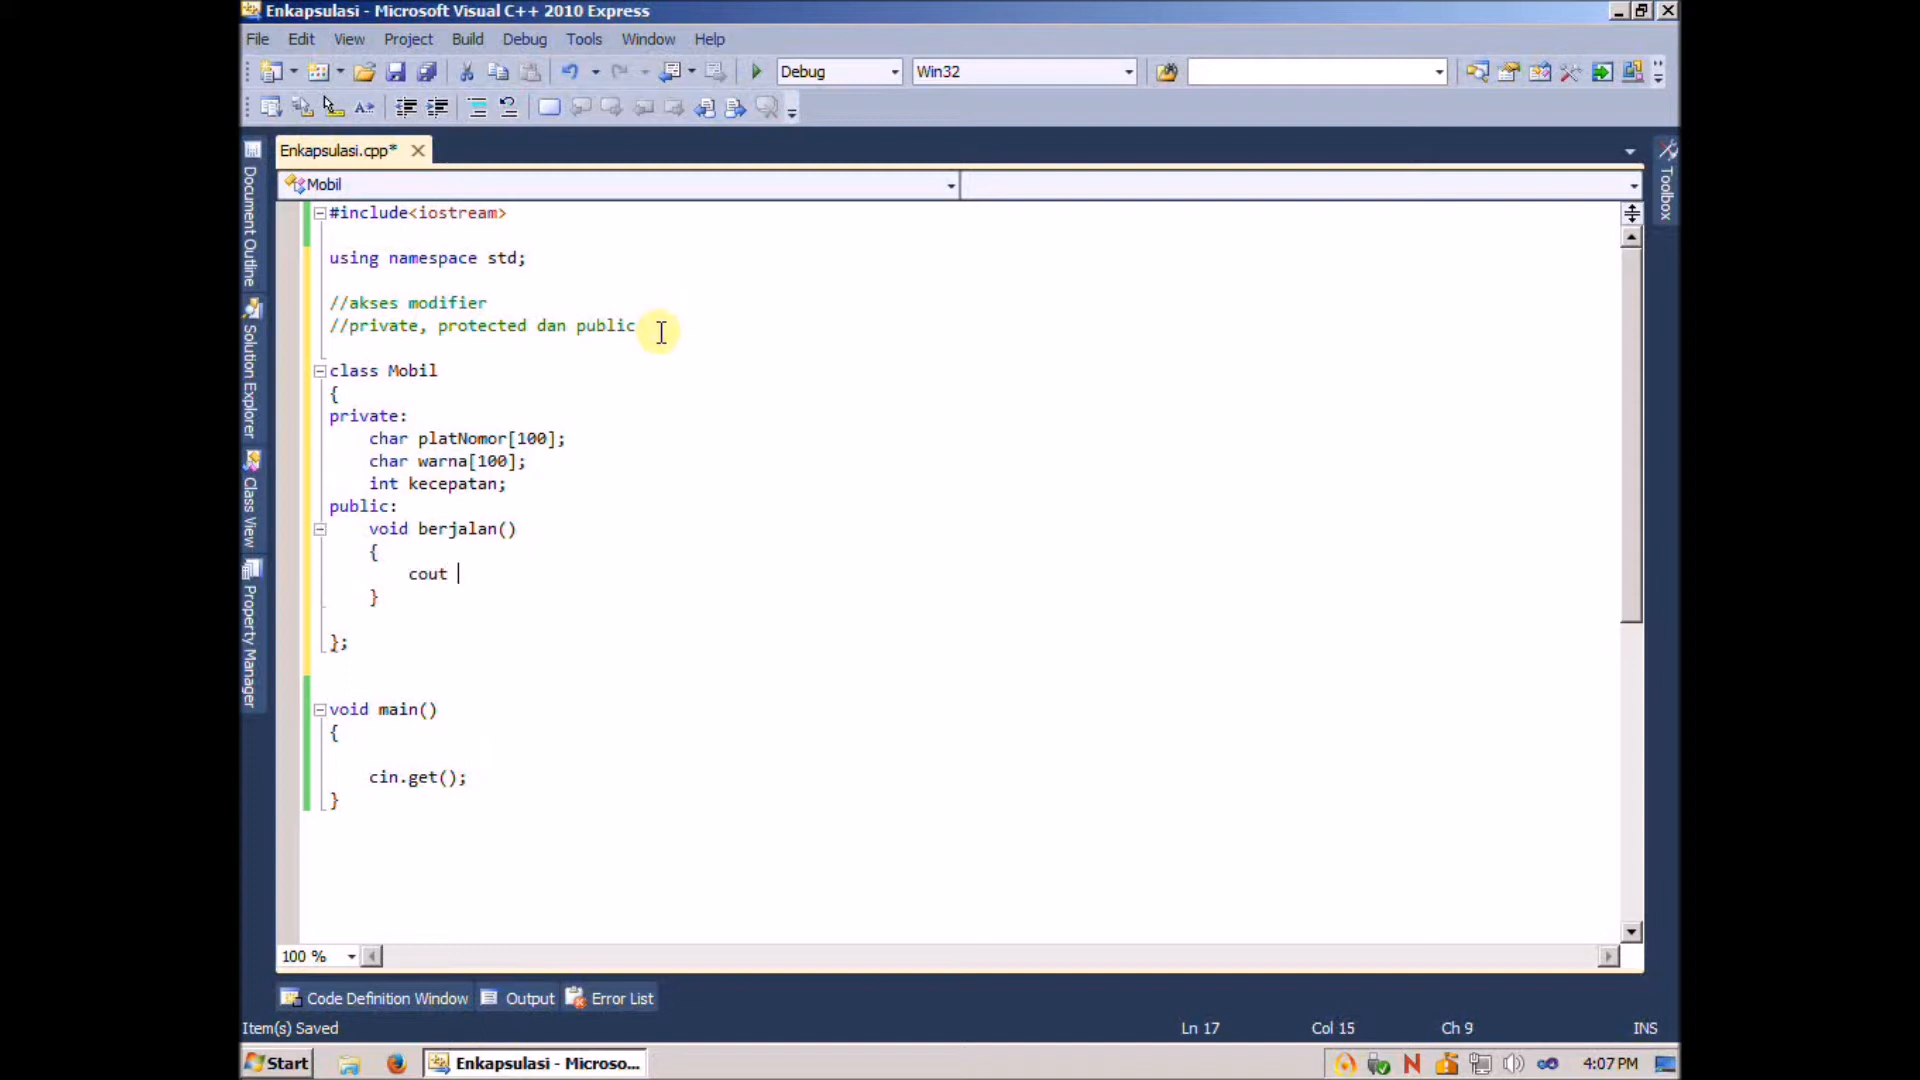 Enkapsulasi - Microsoft Visual C++ 2010 Express
File Edit View Project Build Debug Tools Window Help
Debug Win32
Enkapsulasi.cpp*
Mobil
Document Outline
Solution Explorer
Class View
Property Manager
Toolbox
#include<iostream>
using namespace std;
//akses modifier
//private, protected dan public
class Mobil
{
private:
char platNomor[100];
char warna[100];
int kecepatan;
public:
void berjalan()
{
cout
}
};
void main()
{
cin.get();
}
100 %
Code Definition Window Output Error List
Item(s) Saved Ln 17 Col 15 Ch 9 INS
Start Enkapsulasi - Microso... 4:07 PM